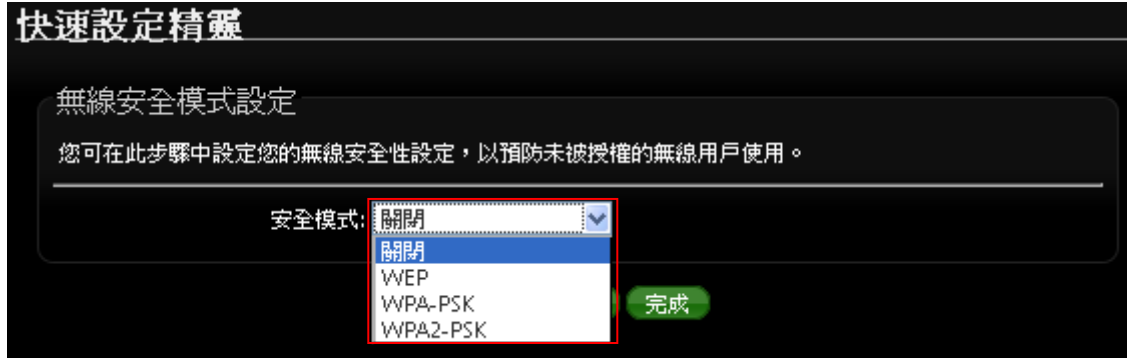 快速設定精靈
無線安全模式設定
您可在此步驟中設定您的無線安全性設定，以預防未被授權的無線用戶使用。
安全模式: 關閉
關閉
WEP
WPA-PSK
WPA2-PSK
完成